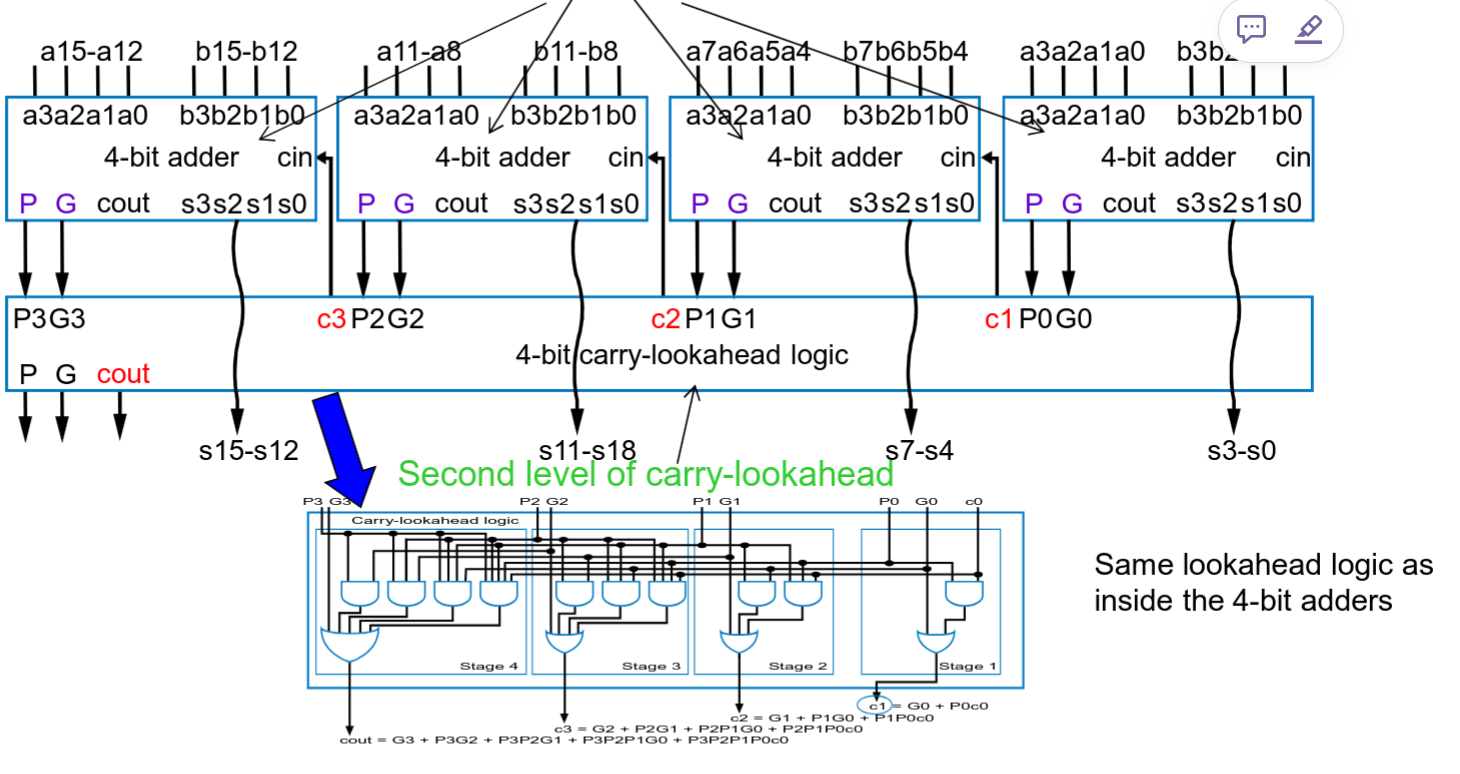 a15-a12 b15-b12 a11-a8 b11-b8 a7a6a5a4 b7b6b5b4 a3a2a1a0
a3a2a1a0 b3b2b1b0 a3a2a1a0 b3b2b1b0 a3a2a1a0 b3b2b1b0 a3a2a1a0 b3b2b1b0
4-bit adder cin 4-bit adder cin 4-bit adder cin 4-bit adder cin
P G cout s3s2s1s0 P G cout s3s2s1s0 P G cout s3s2s1s0 P G cout s3s2s1s0
P3G3 c3 P2G2 c2 P1G1 c1 P0G0
4-bit carry-lookahead logic
P G cout
s15-s12 s11-s18 s7-s4 s3-s0
Second level of carry-lookahead
P3 G3 P2 G2 P1 G1 P0 G0 c0
Carry-lookahead logic
Same lookahead logic as
inside the 4-bit adders
Stage 4 Stage 3 Stage 2 Stage 1
c1 = G0 + P0c0
c2 = G1 + P1G0 + P1P0c0
c3 = G2 + P2G1 + P2P1G0 + P2P1P0c0
cout = G3 + P3G2 + P3P2G1 + P3P2P1G0 + P3P2P1P0c0